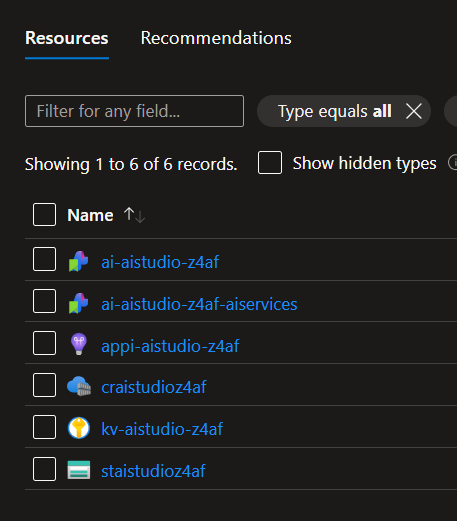 Resources Recommendations
Filter for any field... Type equals all
Showing 1 to 6 of 6 records. Show hidden types
Name
ai-aistudio-z4af
ai-aistudio-z4af-aiservices
appi-aistudio-z4af
craistudioz4af
kv-aistudio-z4af
staistudioz4af